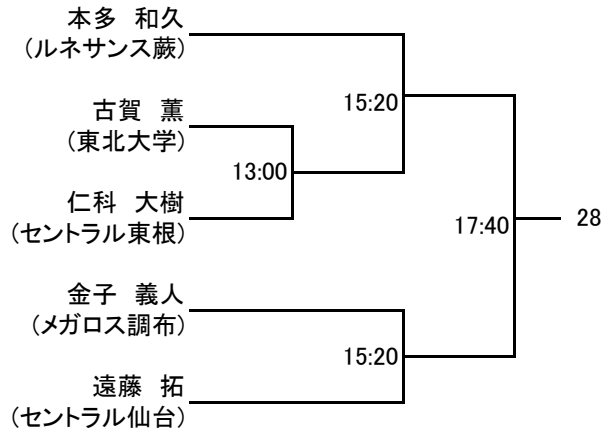 本多　和久
(ルネサンス蕨)
15:20
古賀　薫
(東北大学)
13:00
仁科　大樹
(セントラル東根)
17:40
28
金子　義人
(メガロス調布)
15:20
遠藤　拓
(セントラル仙台)